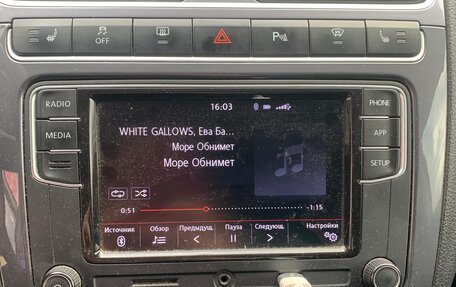 OFF
P
RADIO
MEDIA
PHONE
APP
SETUP
16:03
WHITE GALLOWS, Ева Ба...
Море Обнимет
Море Обнимет
0:51
-1:15
Источник
Обзор
Предыдущ.
Пауза
Следующ.
Настройки